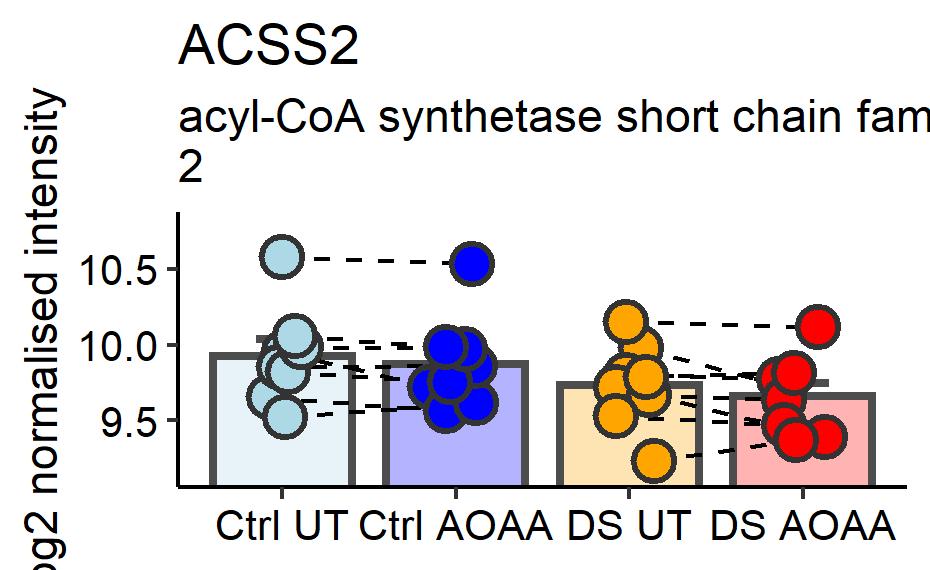 ACSS2
acyl-CoA synthetase short chain fam
2
og2 normalised intensity
10.5
10.0
9.5
Ctrl UT Ctrl AOAA DS UT DS AOAA